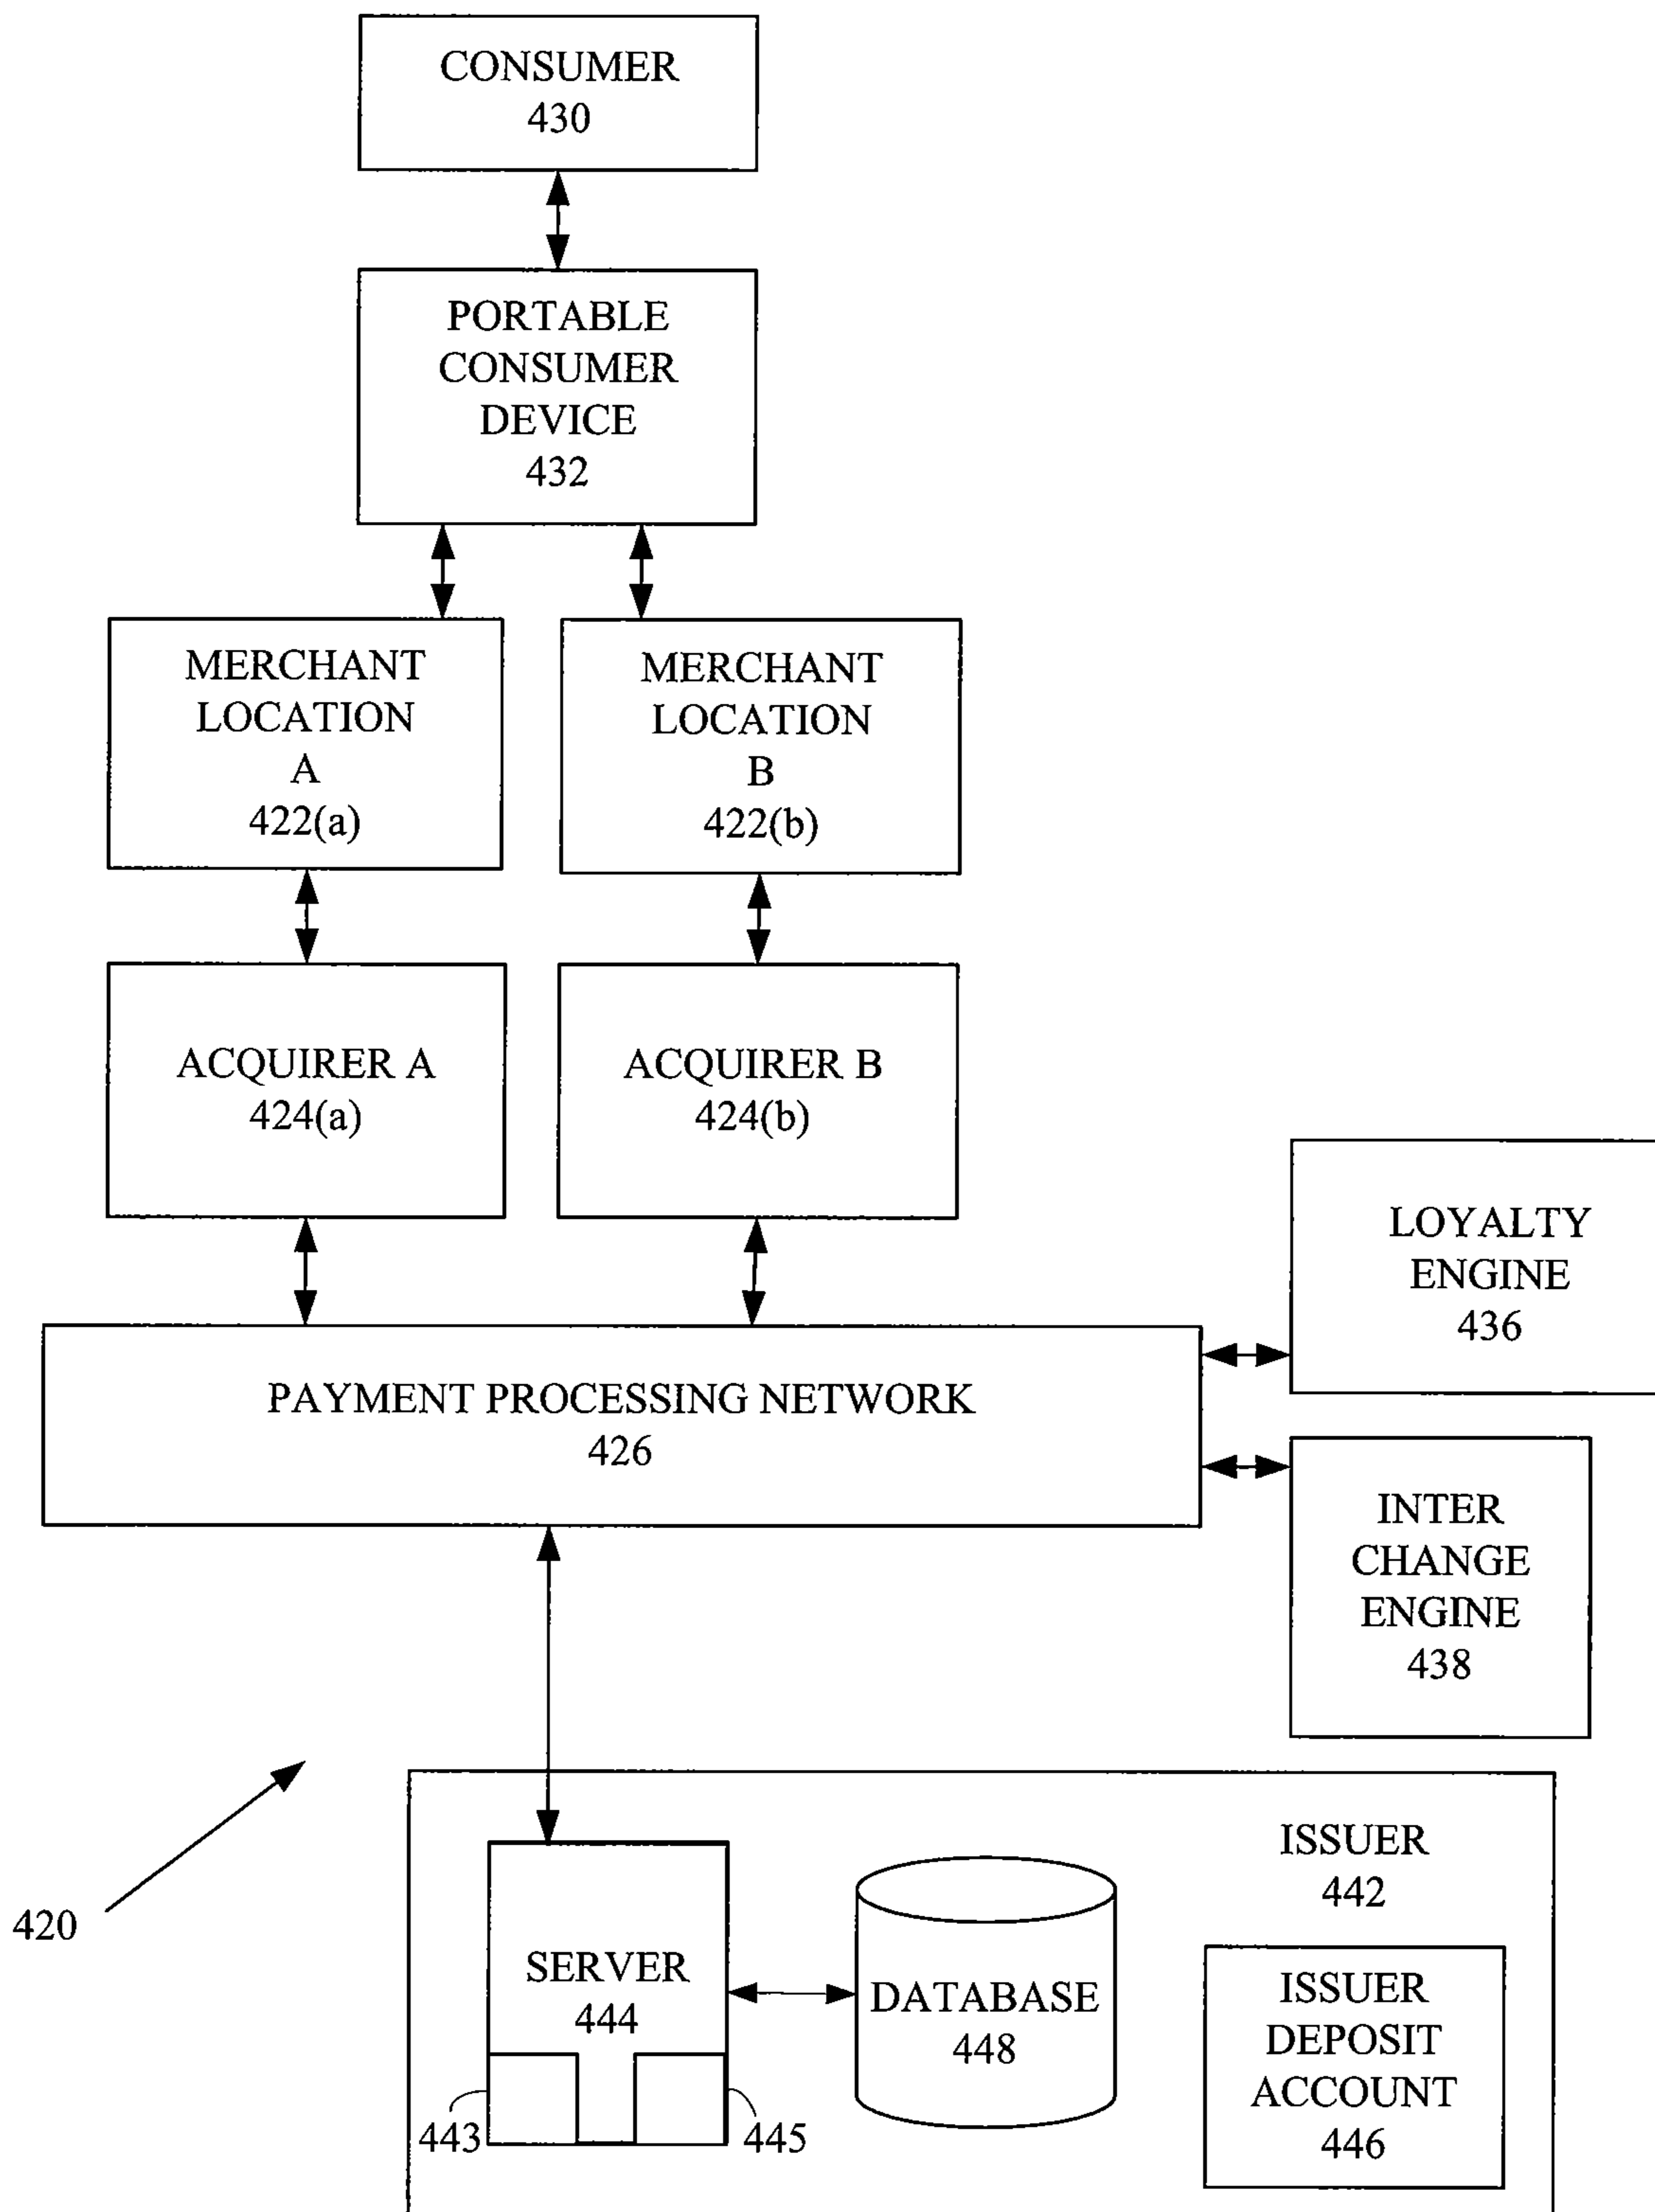 CONSUMER
430
PORTABLE
CONSUMER
DEVICE
432
MERCHANT
LOCATION
A
422(a)
MERCHANT
LOCATION
B
422(b)
ACQUIRER A
424(a)
ACQUIRER B
424(b)
LOYALTY
ENGINE
436
PAYMENT PROCESSING NETWORK
426
INTER
CHANGE
ENGINE
438
420
ISSUER
442
SERVER
444
DATABASE
448
ISSUER
DEPOSIT
ACCOUNT
446
443
445